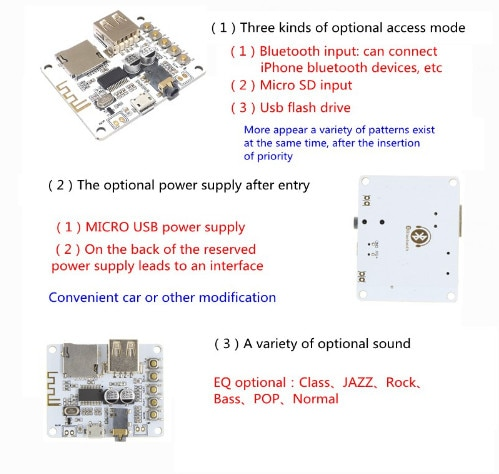 (1) Three kinds of optional access mode
(1) Bluetooth input: can connect
iPhone bluetooth devices, etc
(2) Micro SD input
(3) Usb flash drive
More appear a variety of patterns exist
at the same time, after the insertion
of priority
(2) The optional power supply after entry
(1) MICRO USB power supply
(2) On the back of the reserved
power supply leads to an interface
Convenient car or other modification
(3) A variety of optional sound
EQ optional：Class、JAZZ、Rock、
Bass、POP、Normal